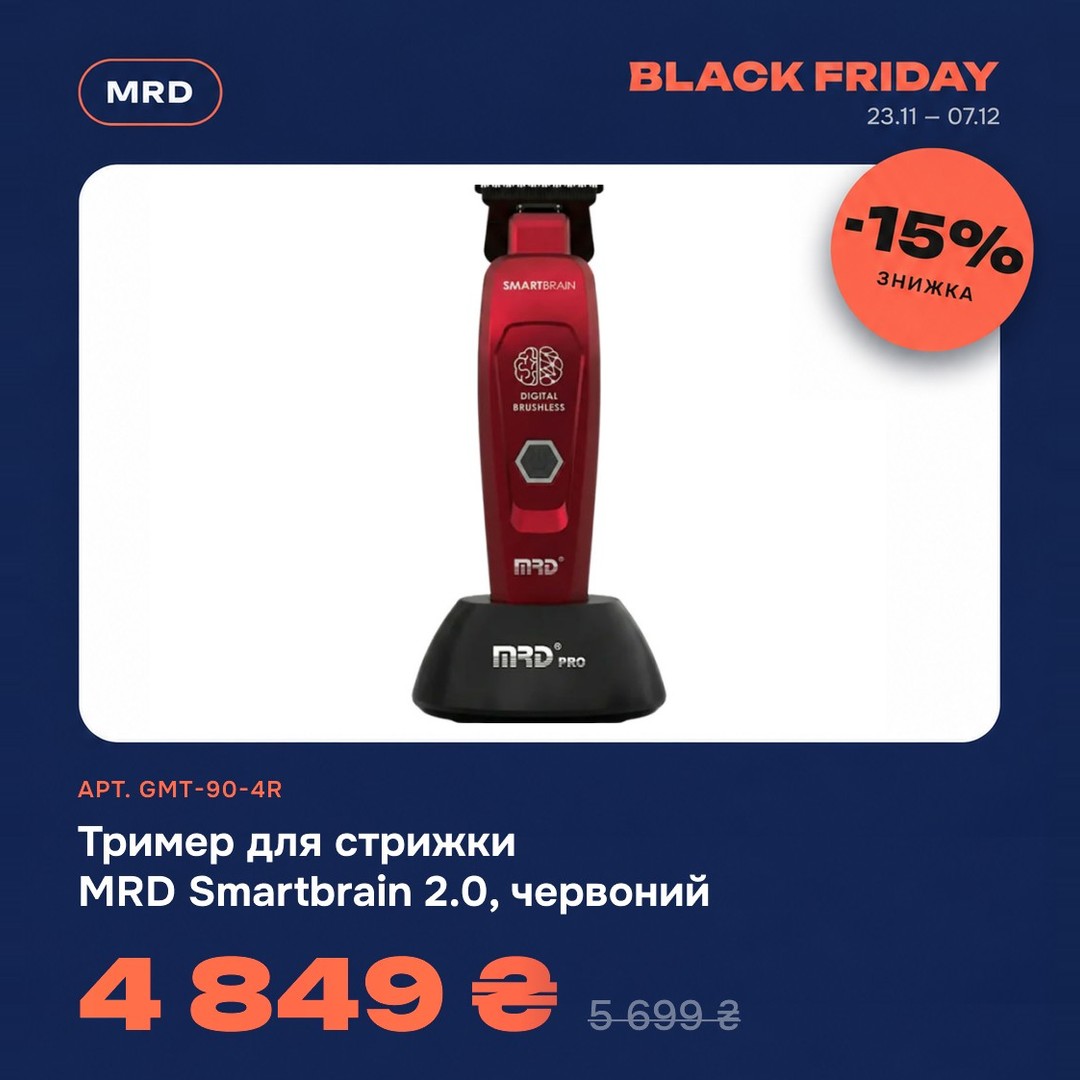 MRD
BLACK FRIDAY
23.11 – 07.12
-15%
ЗНИЖКА
SMARTBRAIN
DIGITAL
BRUSHLESS
MRD®
MRD® PRO
АРТ. GMT-90-4R
Тример для стрижки
MRD Smartbrain 2.0, червоний
4 849 ₴
5 699 ₴